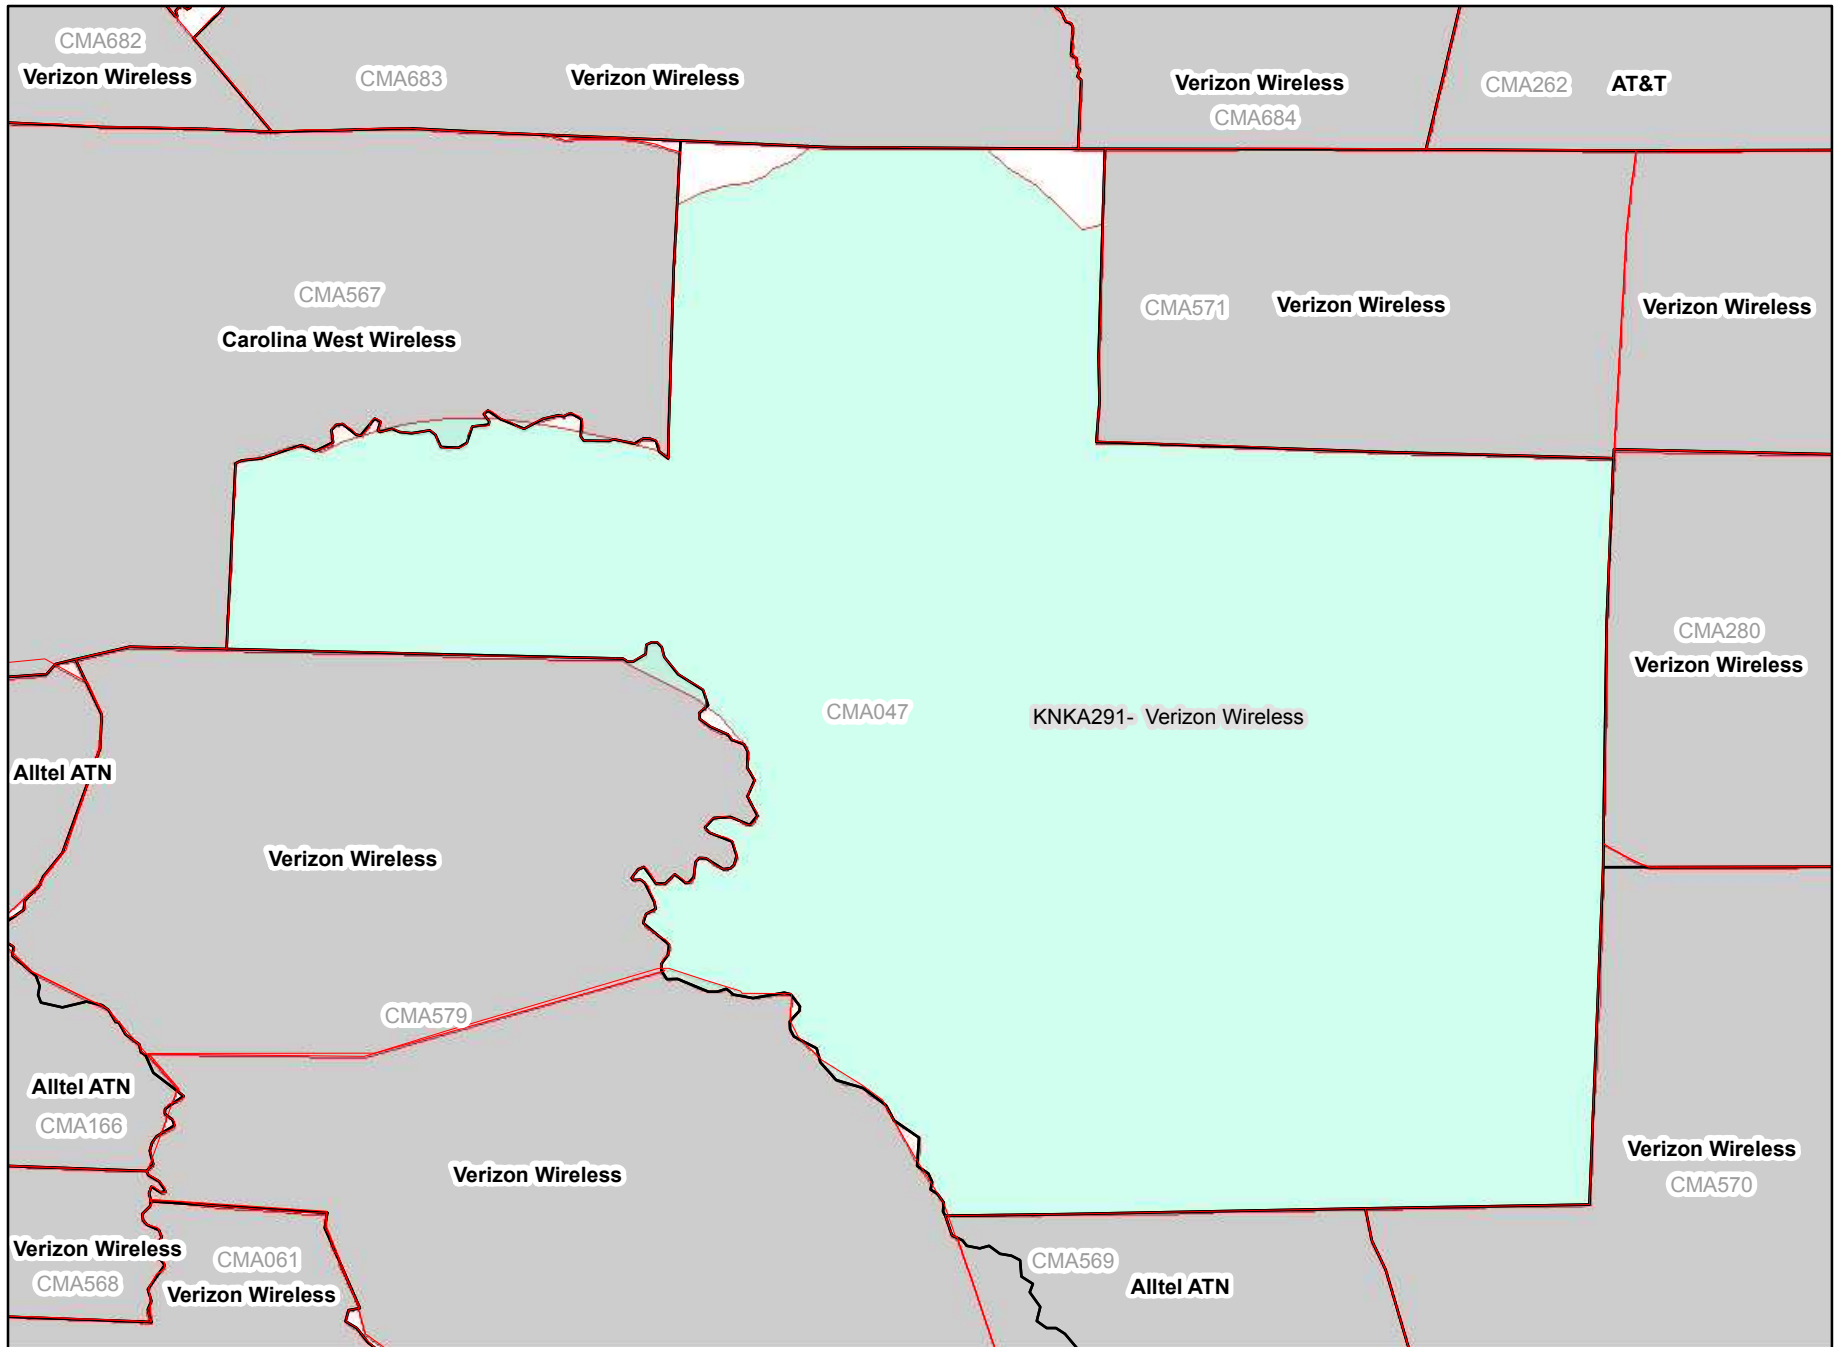 CMA682
Verizon Wireless
CMA683
Verizon Wireless
Verizon Wireless
CMA684
CMA262
AT&T
CMA567
Carolina West Wireless
CMA571
Verizon Wireless
Verizon Wireless
CMA280
Verizon Wireless
CMA047
KNKA291- Verizon Wireless
Alltel ATN
Verizon Wireless
CMA579
Alltel ATN
CMA166
Verizon Wireless
Verizon Wireless
CMA570
Verizon Wireless
CMA568
CMA061
Verizon Wireless
CMA569
Alltel ATN